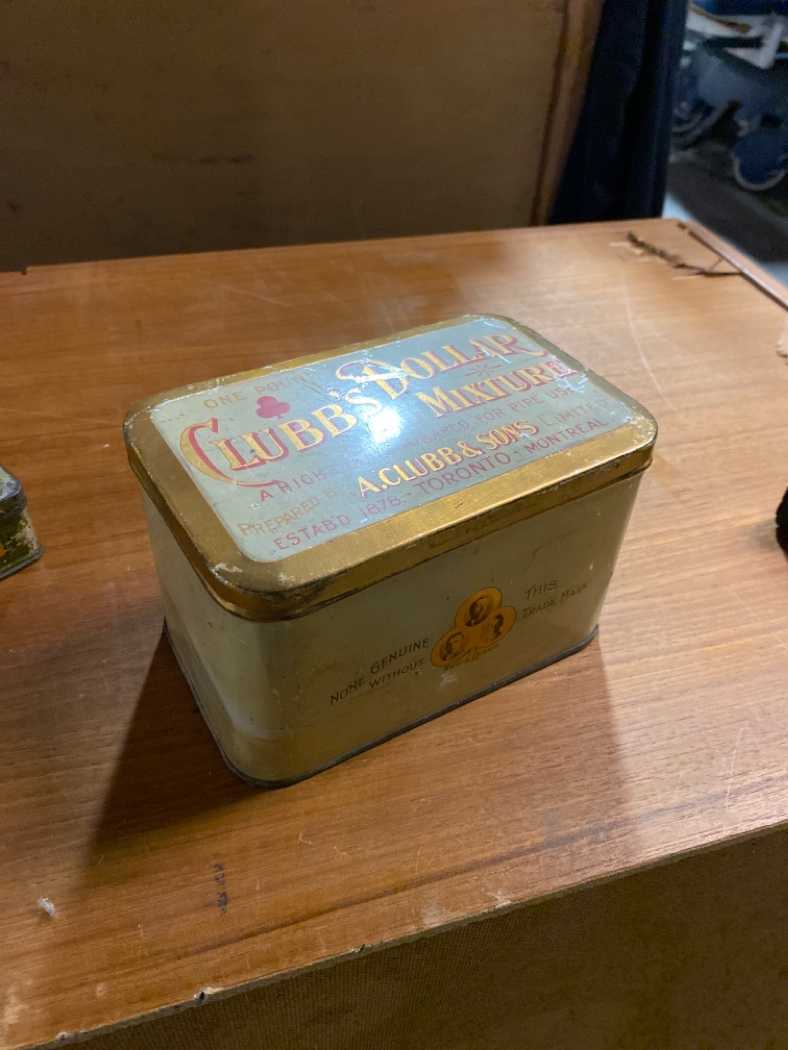 ONE POUND
CLUBB'S DOLLAR
MIXTURE
A RICH PREPARED FOR PIPE USE
PREPARED BY
A. CLUBB & SONS LIMITED
ESTAB'D 1878 - TORONTO - MONTREAL
NONE GENUINE
WITHOUT
THIS
TRADE MARK